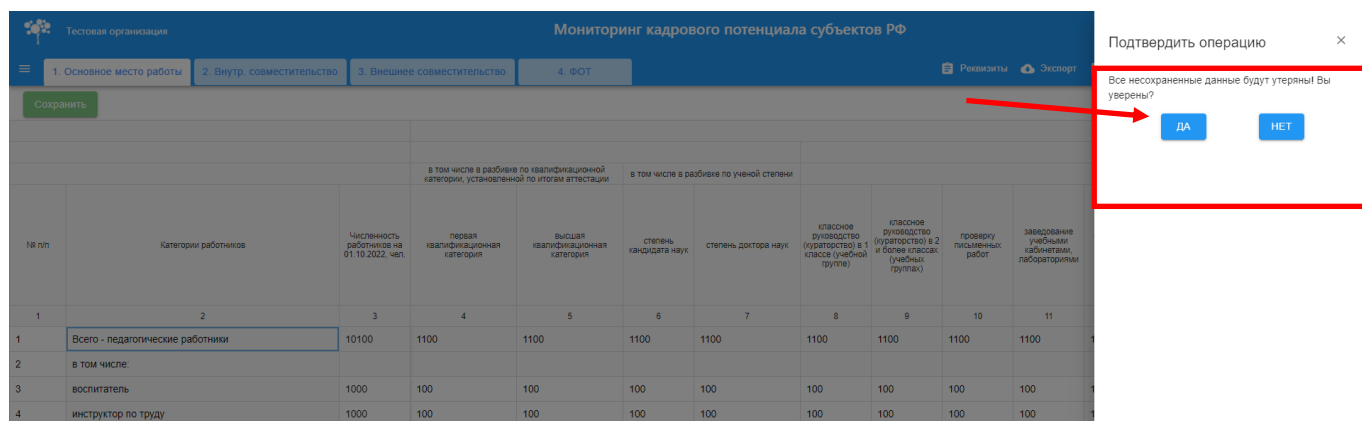 Тестовая организация
Мониторинг кадрового потенциала субъектов РФ
Подтвердить операцию
1. Основное место работы
2. Внутр. совместительство
3. Внешнее совместительство
4. ФОТ
Реквизиты
Экспорт
Все несохраненные данные будут утеряны! Вы
уверены?
ДА
НЕТ
Сохранить
в том числе в разбивке по квалификационной
категории, установленной по итогам аттестации
в том числе в разбивке по ученой степени
№ п/п
Категории работников
Численность
работников на
01.10.2022, чел.
первая
квалификационная
категория
высшая
квалификационная
категория
степень
кандидата наук
степень доктора наук
классное
руководство
(кураторство) в 1
классе (учебной
группе)
классное
руководство
(кураторство) в 2
и более классах
(учебных
группах)
проверку
письменных
работ
заведование
учебными
кабинетами,
лабораториями
1 2 3 4 5 6 7 8 9 10 11
1 Всего - педагогические работники 10100 1100 1100 1100 1100 1100 1100 1100 1100 1
2 в том числе:
3 воспитатель 1000 100 100 100 100 100 100 100 100 1
4 инструктор по труду 1000 100 100 100 100 100 100 100 100 1